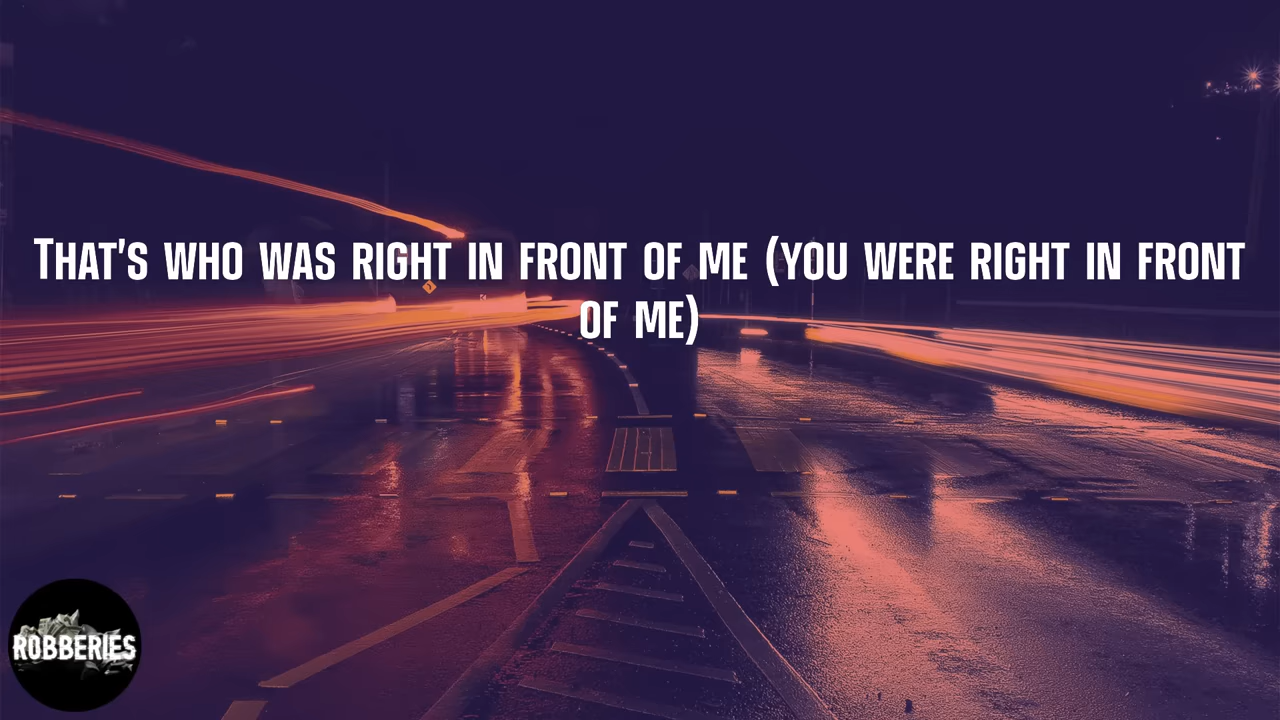 That's who was right in front of me (you were right in front
of me)
ROBBERIES